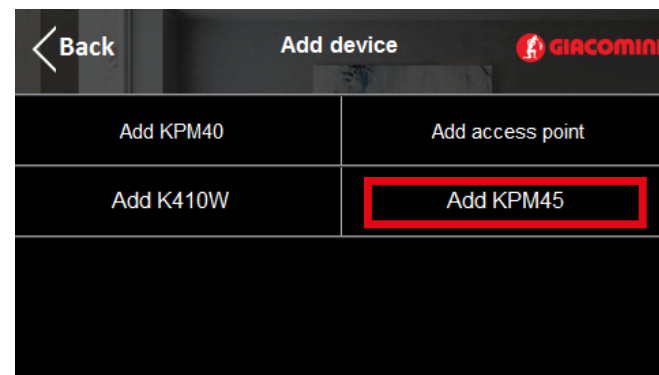 Back Add device GIACOMINI
Add KPM40 Add access point
Add K410W Add KPM45